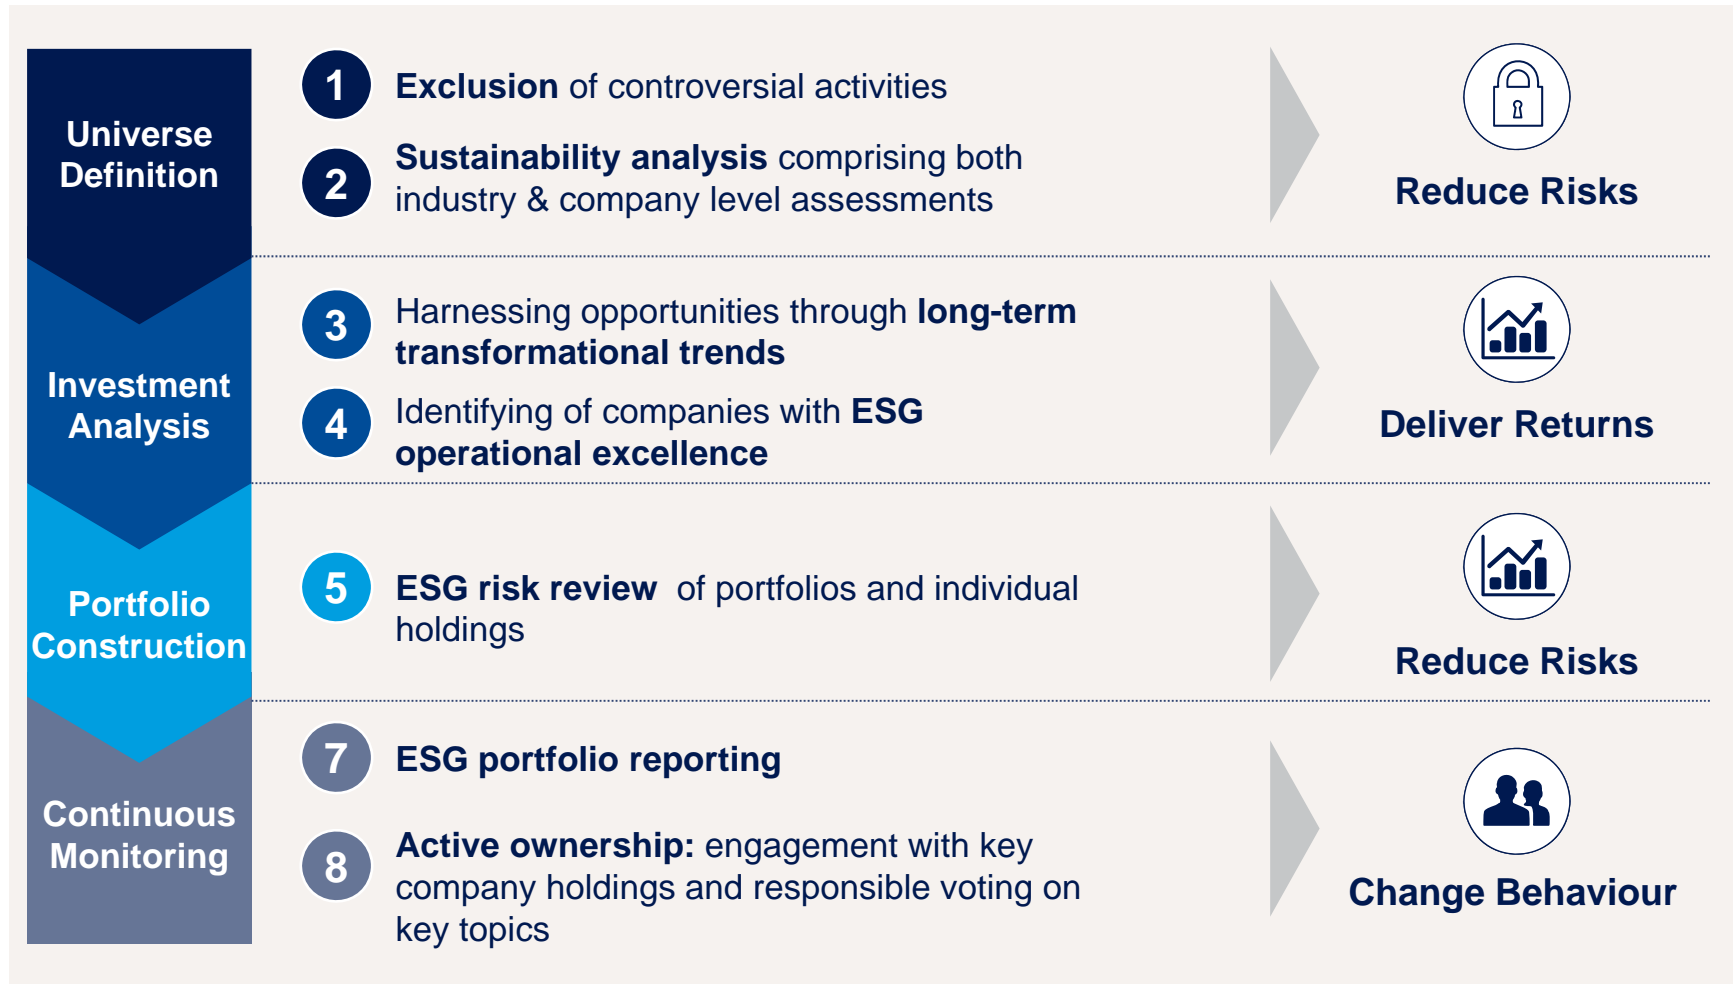 Universe
Definition
1
Exclusion of controversial activities
2
Sustainability analysis comprising both
industry & company level assessments
Reduce Risks
Investment
Analysis
3
Harnessing opportunities through long-term
transformational trends
4
Identifying of companies with ESG
operational excellence
Deliver Returns
Portfolio
Construction
5
ESG risk review of portfolios and individual
holdings
Reduce Risks
Continuous
Monitoring
7
ESG portfolio reporting
8
Active ownership: engagement with key
company holdings and responsible voting on
key topics
Change Behaviour